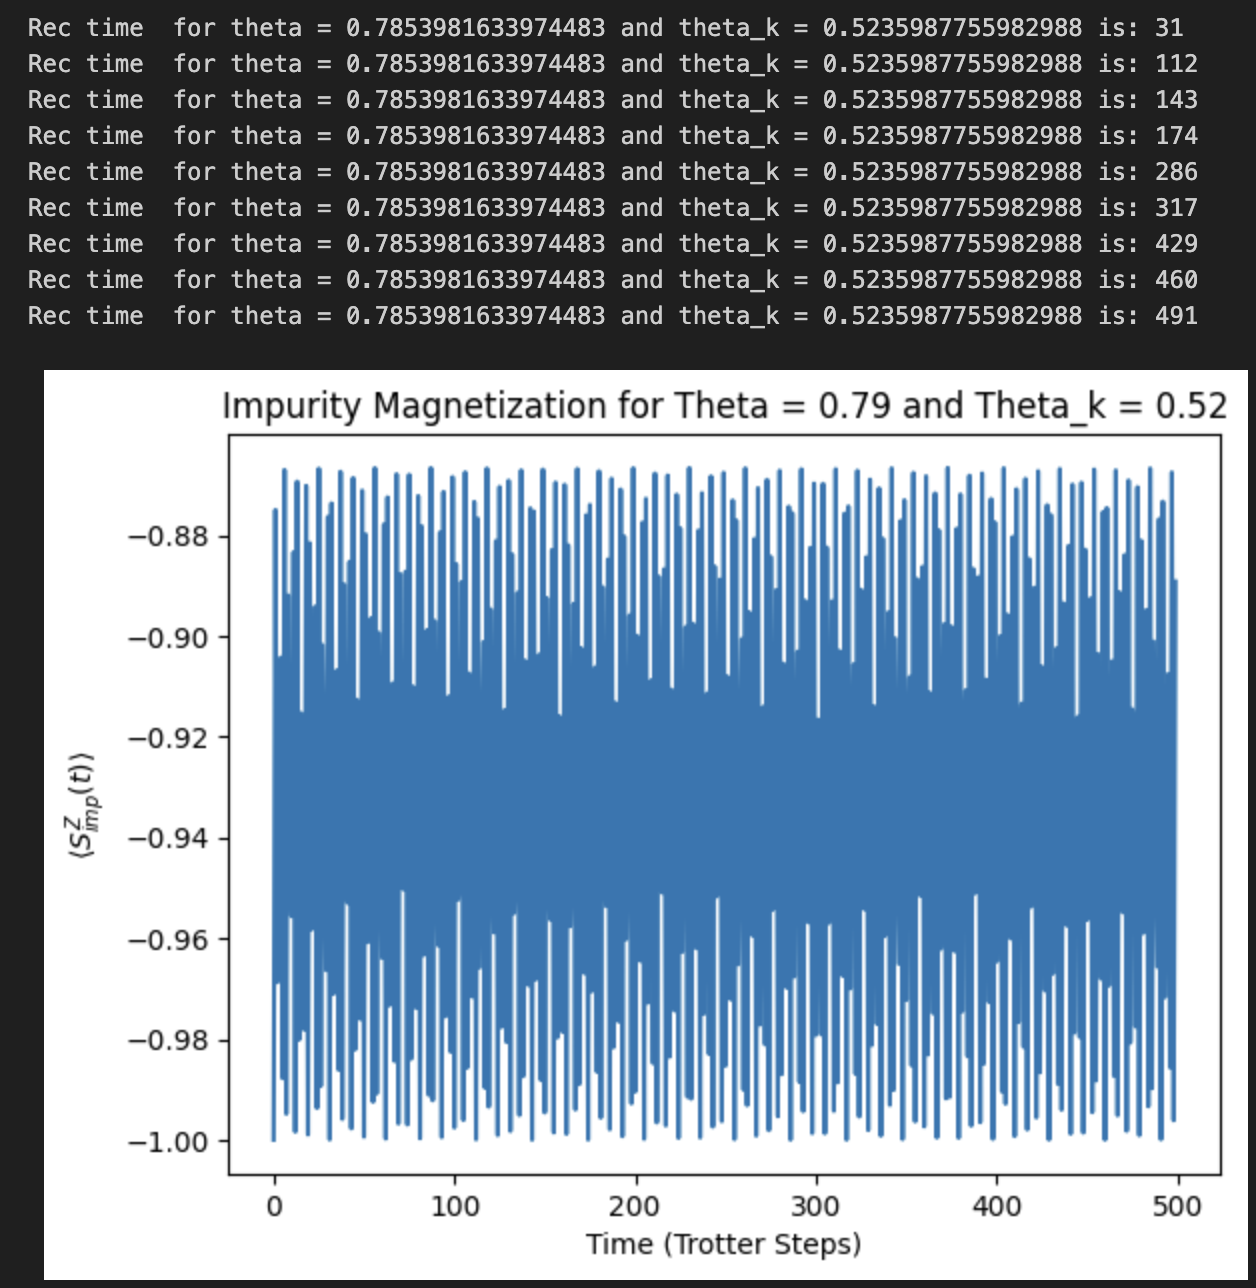 Rec time  for theta = 0.7853981633974483 and theta_k = 0.5235987755982988 is: 31
Rec time  for theta = 0.7853981633974483 and theta_k = 0.5235987755982988 is: 112
Rec time  for theta = 0.7853981633974483 and theta_k = 0.5235987755982988 is: 143
Rec time  for theta = 0.7853981633974483 and theta_k = 0.5235987755982988 is: 174
Rec time  for theta = 0.7853981633974483 and theta_k = 0.5235987755982988 is: 286
Rec time  for theta = 0.7853981633974483 and theta_k = 0.5235987755982988 is: 317
Rec time  for theta = 0.7853981633974483 and theta_k = 0.5235987755982988 is: 429
Rec time  for theta = 0.7853981633974483 and theta_k = 0.5235987755982988 is: 460
Rec time  for theta = 0.7853981633974483 and theta_k = 0.5235987755982988 is: 491
Impurity Magnetization for Theta = 0.79 and Theta_k = 0.52
−0.88
−0.90
−0.92
−0.94
−0.96
−0.98
−1.00
⟨S^Z_imp(t)⟩
0 100 200 300 400 500
Time (Trotter Steps)